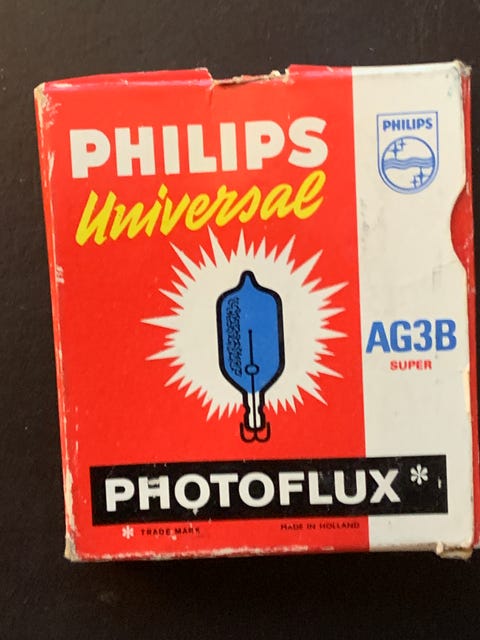 PHILIPS
Universal
PHILIPS
AG3B
SUPER
PHOTOFLUX*
* TRADE MARK
MADE IN HOLLAND